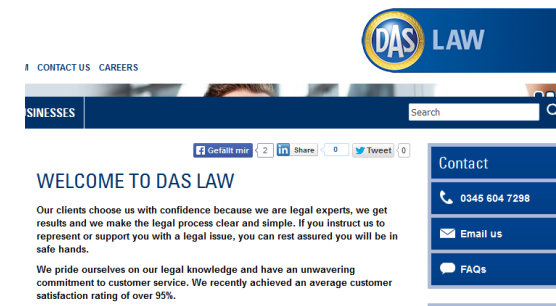 DAS LAW
CONTACT US CAREERS
SINESSES
Search
Gefällt mir 2 Share 0 Tweet 0
WELCOME TO DAS LAW
Our clients choose us with confidence because we are legal experts, we get
results and we make the legal process clear and simple. If you instruct us to
represent or support you with a legal issue, you can rest assured you will be in
safe hands.
We pride ourselves on our legal knowledge and have an unwavering
commitment to customer service. We recently achieved an average customer
satisfaction rating of over 95%.
Contact
0345 604 7298
Email us
FAQs